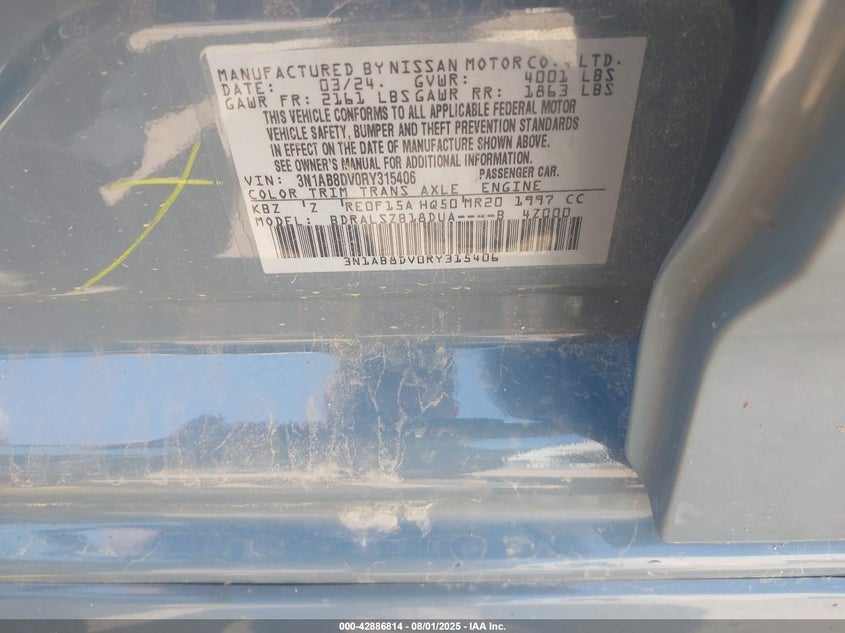 MANUFACTURED BY NISSAN MOTOR CO., LTD.
DATE: 03/24. GVWR: 4001 LBS
GAWR FR: 2161 LBS GAWR RR: 1863 LBS
THIS VEHICLE CONFORMS TO ALL APPLICABLE FEDERAL MOTOR
VEHICLE SAFETY, BUMPER AND THEFT PREVENTION STANDARDS
IN EFFECT ON THE DATE OF MANUFACTURE SHOWN ABOVE.
SEE OWNER'S MANUAL FOR ADDITIONAL INFORMATION.
VIN: 3N1AB8DV0RY315406 PASSENGER CAR.
COLOR TRIM TRANS AXLE ENGINE
KBZ Z RE0F15A HQ50 MR20 1997 CC
MODEL: BDRALSZB18DUA----B 4Z000
3N1AB8DV0RY315406
000-42886814 - 08/01/2025 - IAA Inc.